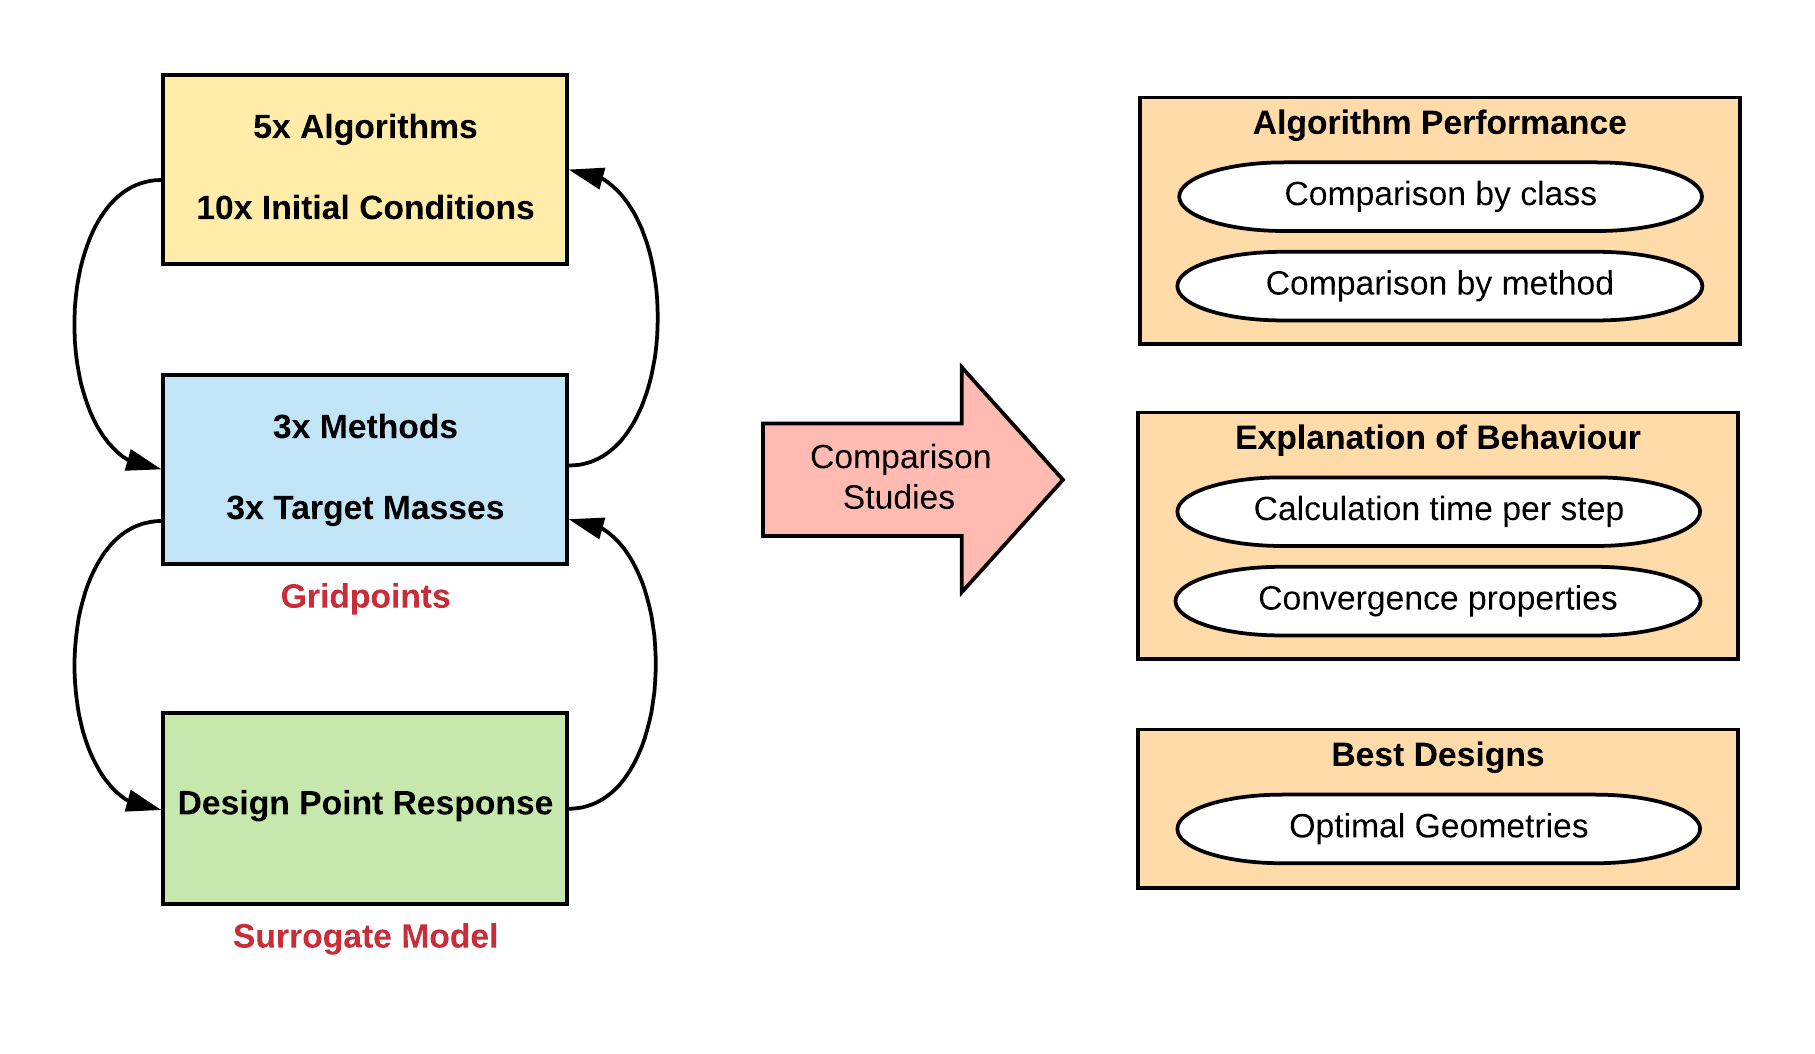 5x Algorithms
10x Initial Conditions
3x Methods
3x Target Masses
Gridpoints
Design Point Response
Surrogate Model
Comparison
Studies
Algorithm Performance
Comparison by class
Comparison by method
Explanation of Behaviour
Calculation time per step
Convergence properties
Best Designs
Optimal Geometries